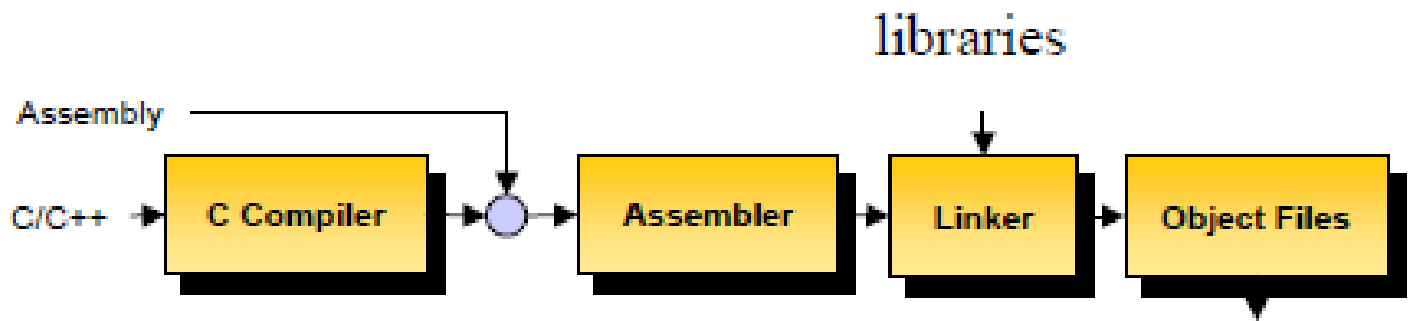 libraries
Assembly
C/C++
C Compiler
Assembler
Linker
Object Files